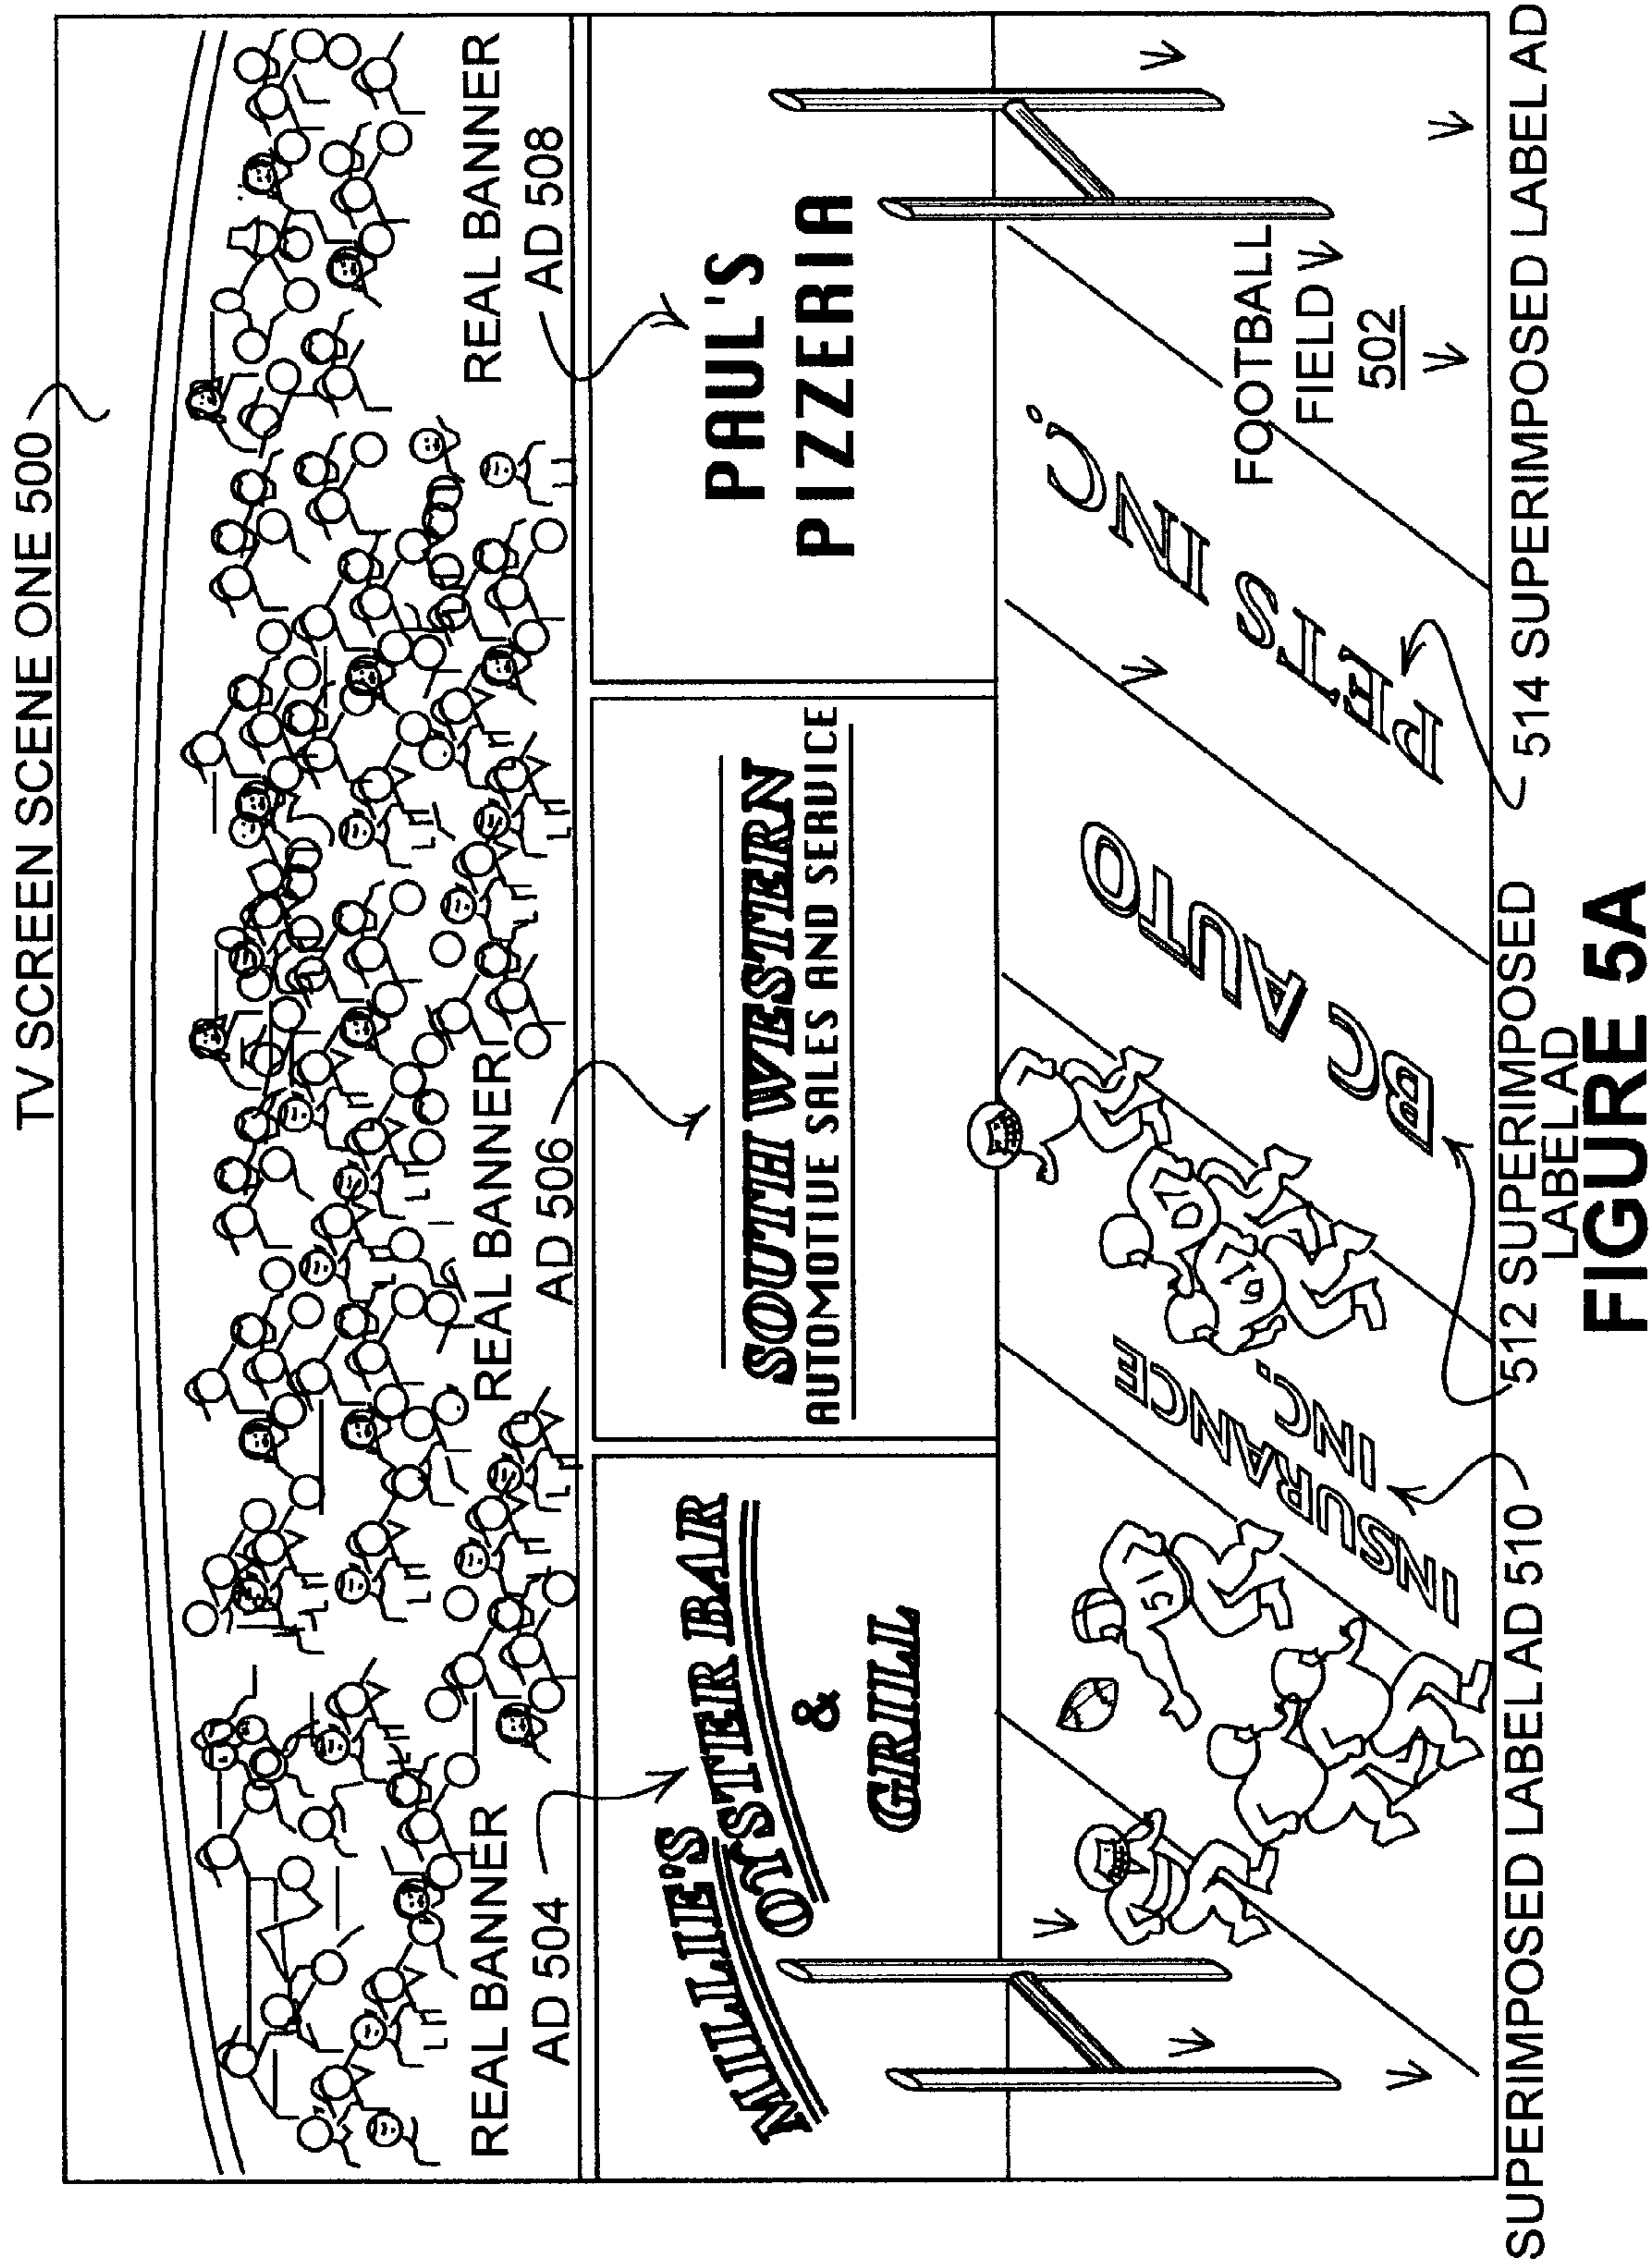 TV SCREEN SCENE ONE 500
REAL BANNER
AD 504
REAL BANNER
AD 506
REAL BANNER
AD 508
MILLIE'S
OYSTER BAR
&
GRILL
SOUTH WESTERN
AUTOMOTIVE SALES AND SERVICE
PAUL'S
PIZZERIA
51
INSURANCE
INC.
BC AUTO
PETS INC.
FOOTBALL
FIELD
502
SUPERIMPOSED LABEL AD 510
512 SUPERIMPOSED
LABEL AD
514 SUPERIMPOSED LABEL AD
FIGURE 5A